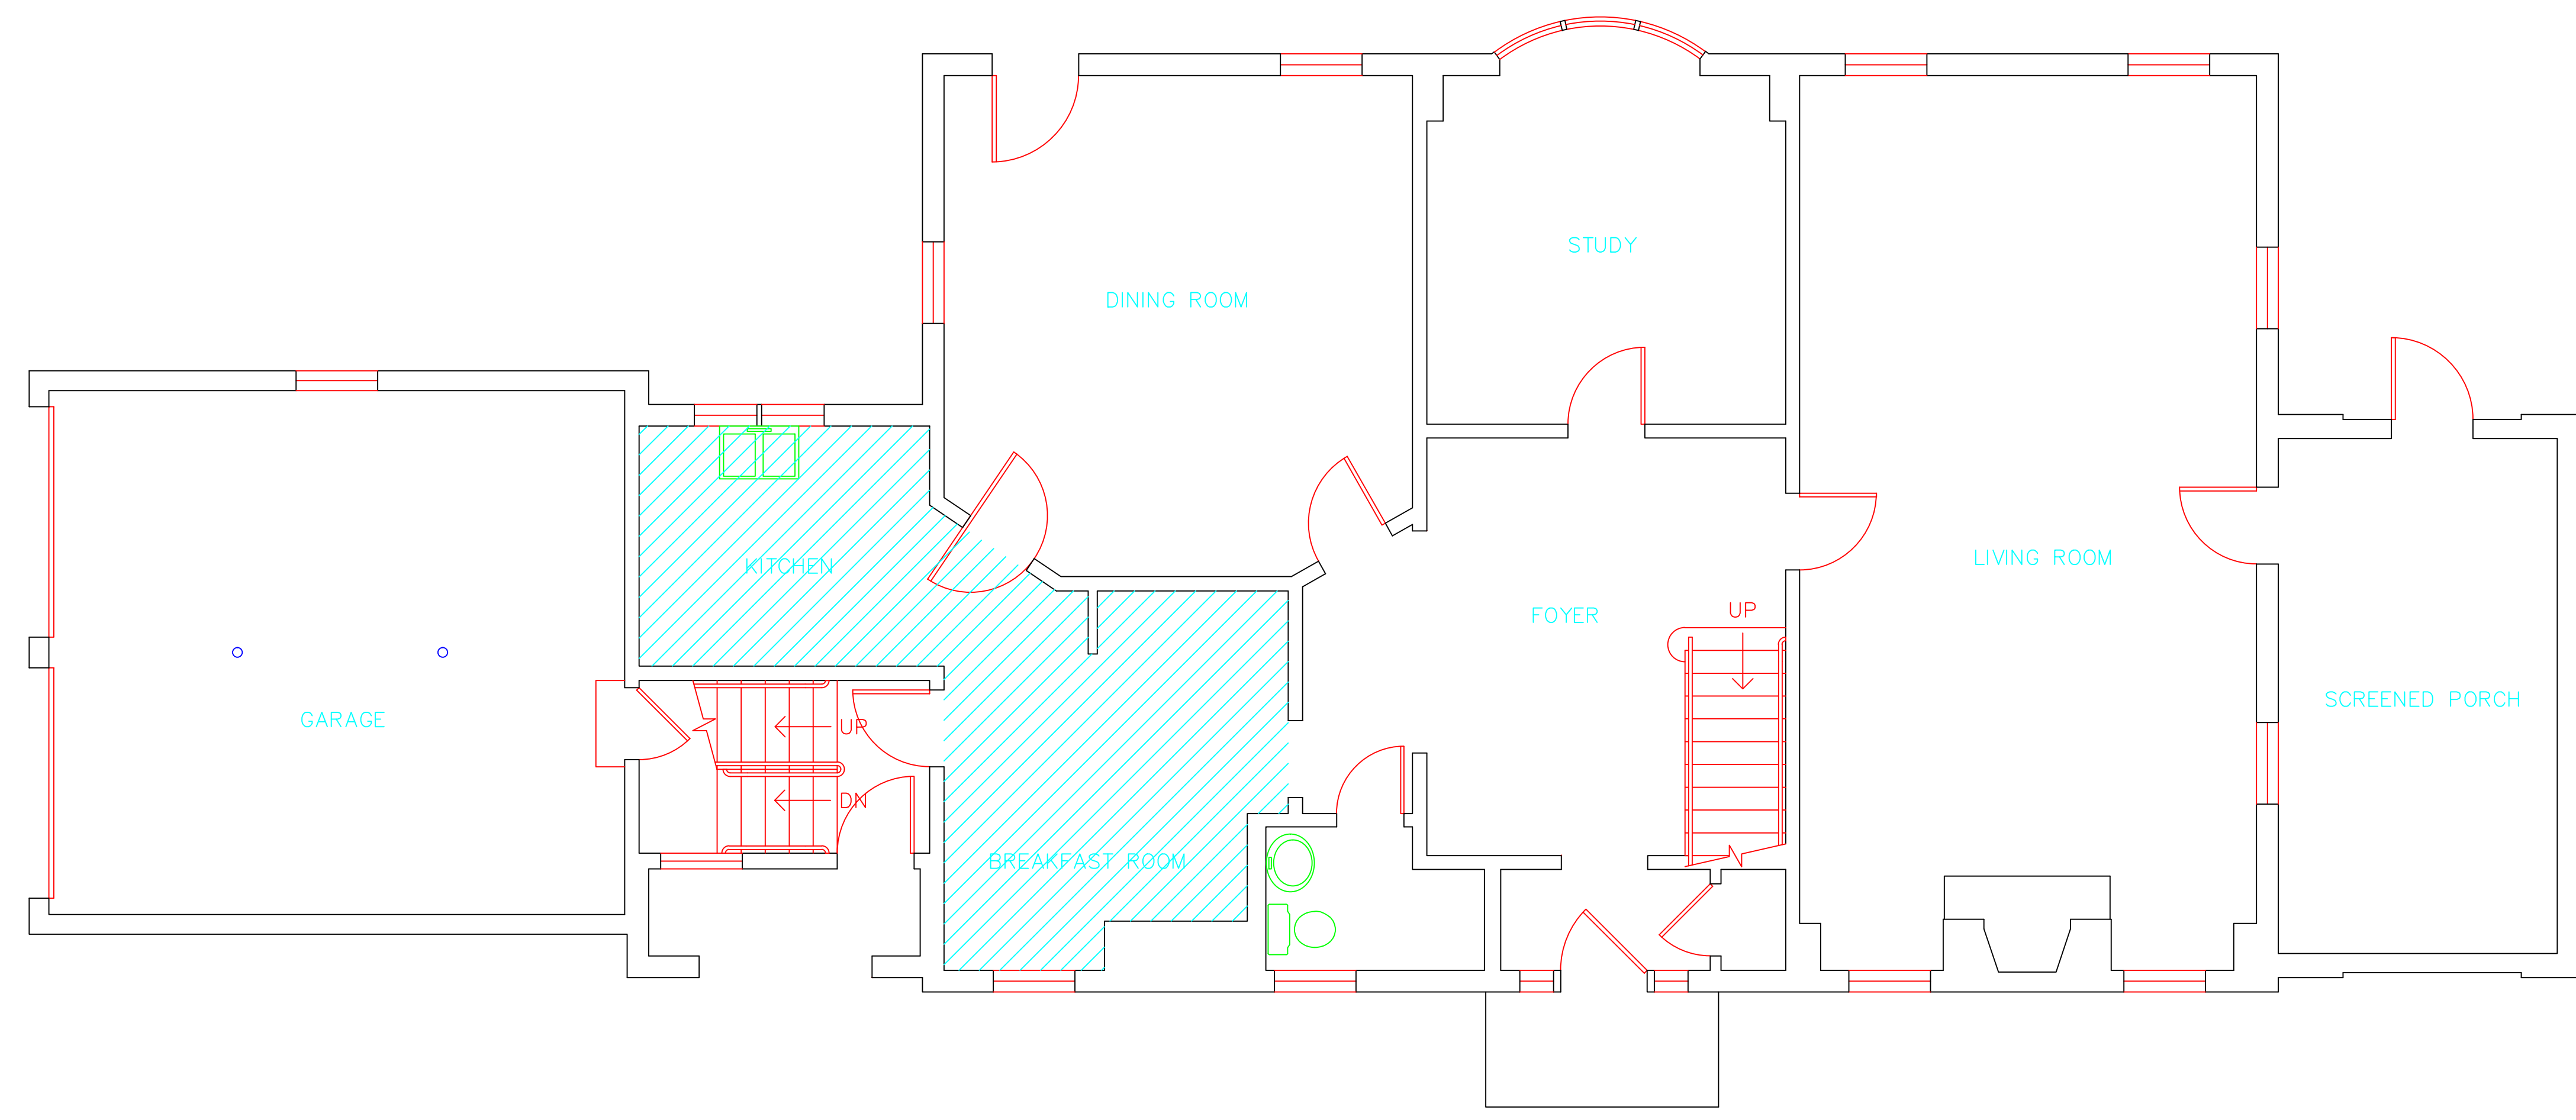 STUDY
DINING ROOM
LIVING ROOM
KITCHEN
UP
FOYER
SCREENED PORCH
GARAGE
UP
DN
BREAKFAST ROOM